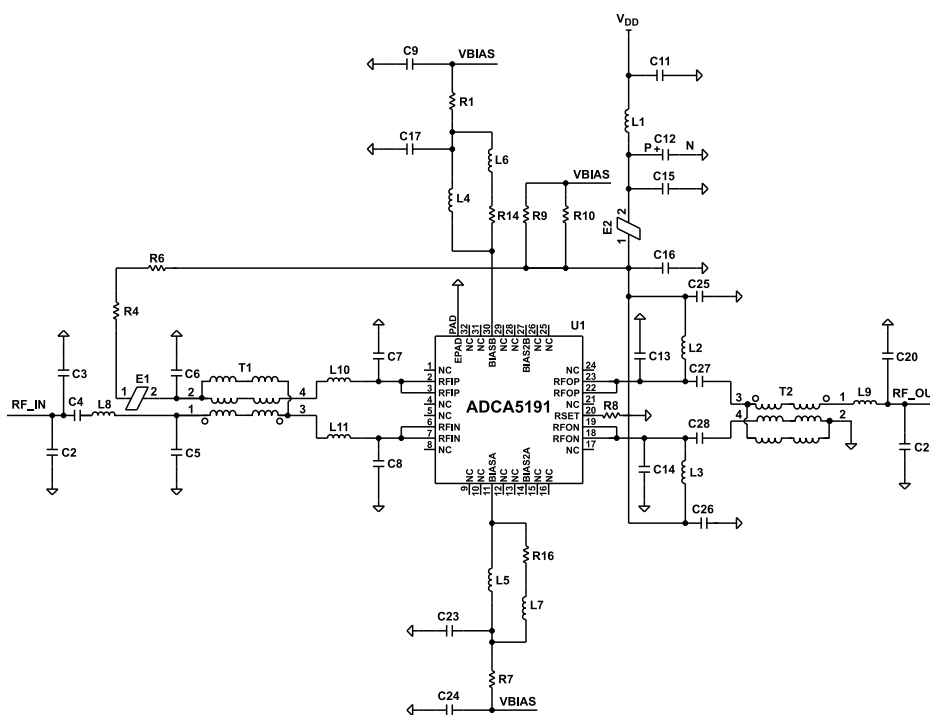 VDD
C9
VBIAS
C11
R1
L1
C17
C12
P+
N
L6
VBIAS
C15
L4
R14
R9
R10
2
E2
1
R6
C16
C25
R4
PAD
EPAD
32
NC
31
NC
30
BIASB
29
NC
28
NC
27
BIAS2B
26
NC
25
NC
U1
C3
C6
T1
L10
C7
C13
L2
C20
1
NC
NC
24
2
RFIP
RFOP
23
3
RFIP
RFOP
22
4
NC
NC
21
5
NC
RSET
20
R8
6
RFIN
RFON
19
7
RFIN
RFON
18
8
NC
NC
17
ADCA5191
C27
E1
1
2
2
4
RF_IN
C4
L8
1
3
L11
3
T2
1
L9
RF_OU
4
2
C28
C2
C5
C8
C14
L3
C2
9
NC
10
NC
11
BIASA
12
NC
13
NC
14
BIAS2A
15
NC
16
NC
C26
R16
L5
L7
C23
R7
C24
VBIAS